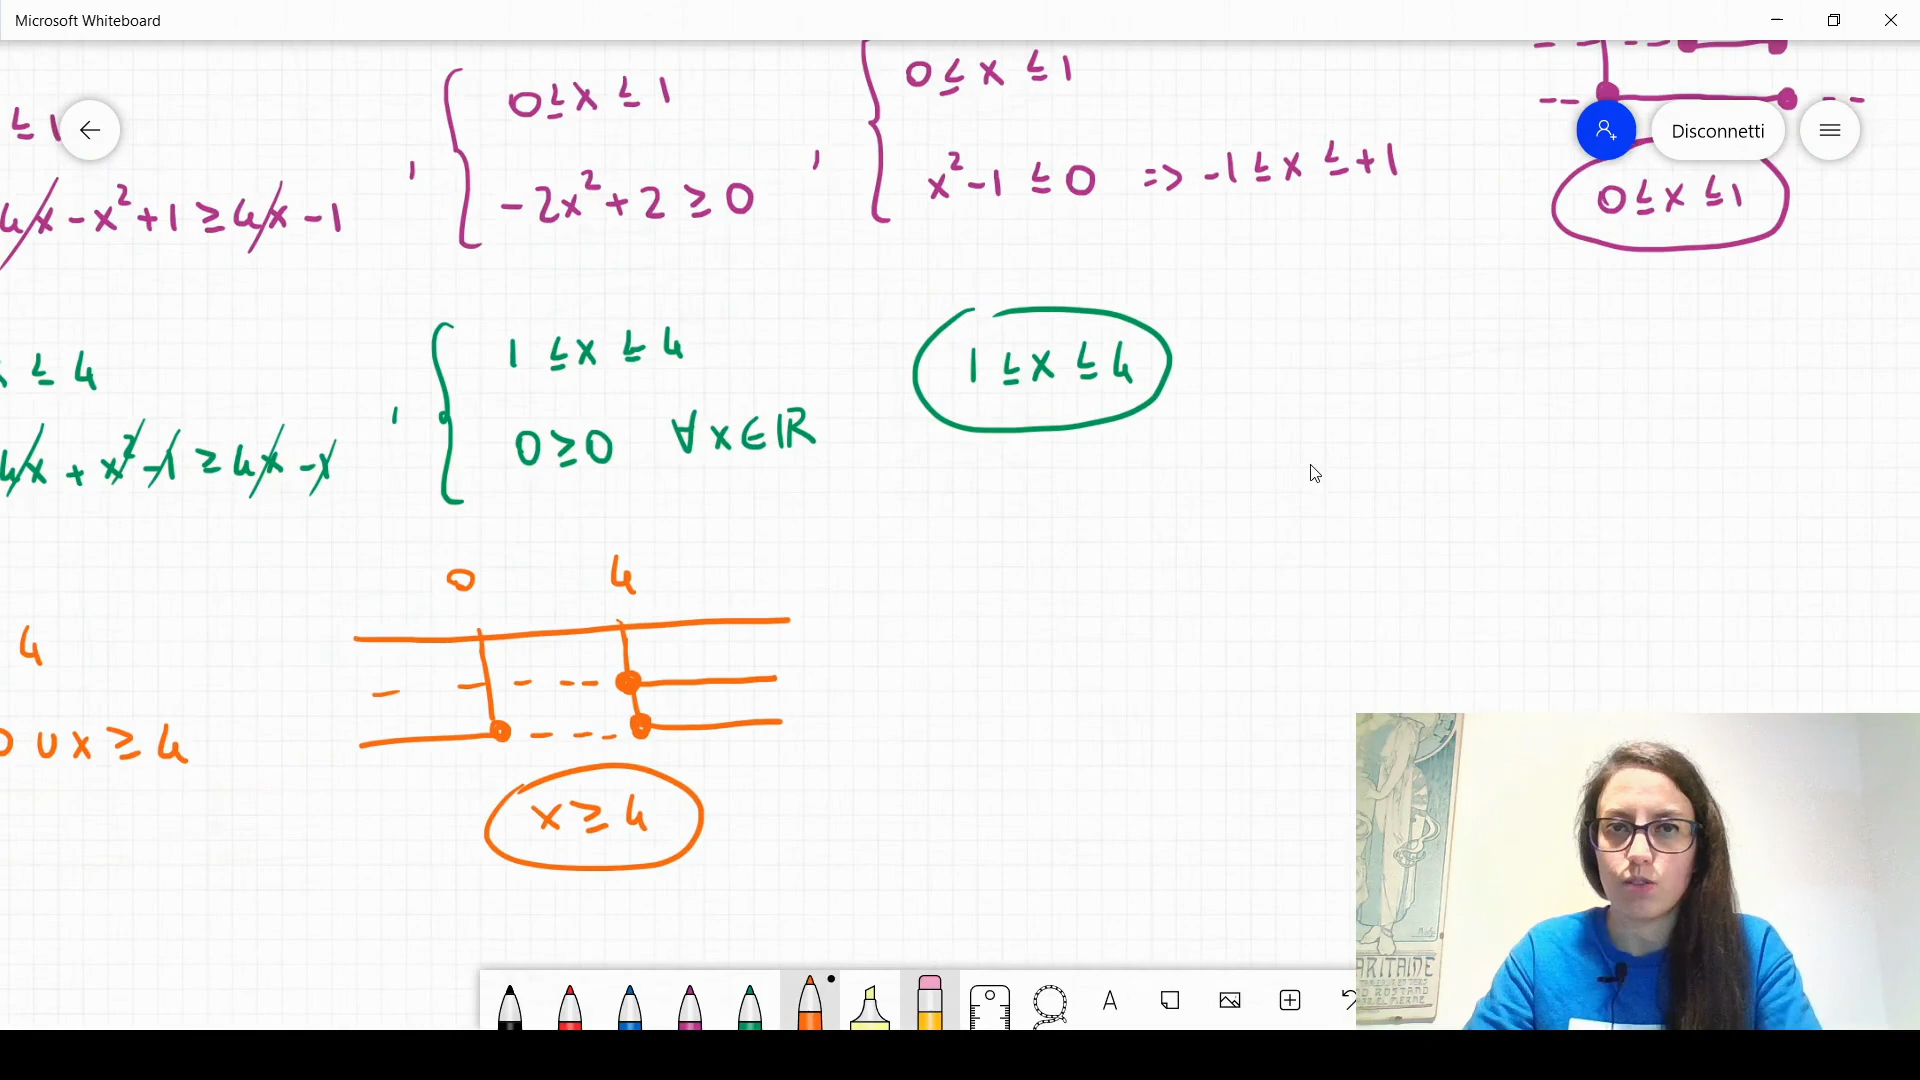 Microsoft Whiteboard
0 ≤ x ≤ 1
0 ≤ x ≤ 1
≤ 1
Disconnetti
4x - x² + 1 ≥ 4x - 1
, -2x² + 2 ≥ 0
, x² - 1 ≤ 0 => -1 ≤ x ≤ +1
0 ≤ x ≤ 1
x ≤ 4
1 ≤ x ≤ 4
1 ≤ x ≤ 4
4x + x² - 1 ≥ 4x - 1
, 0 ≥ 0 ∀ x ∈ ℝ
0 4
4
0 ∪ x ≥ 4
x ≥ 4
A